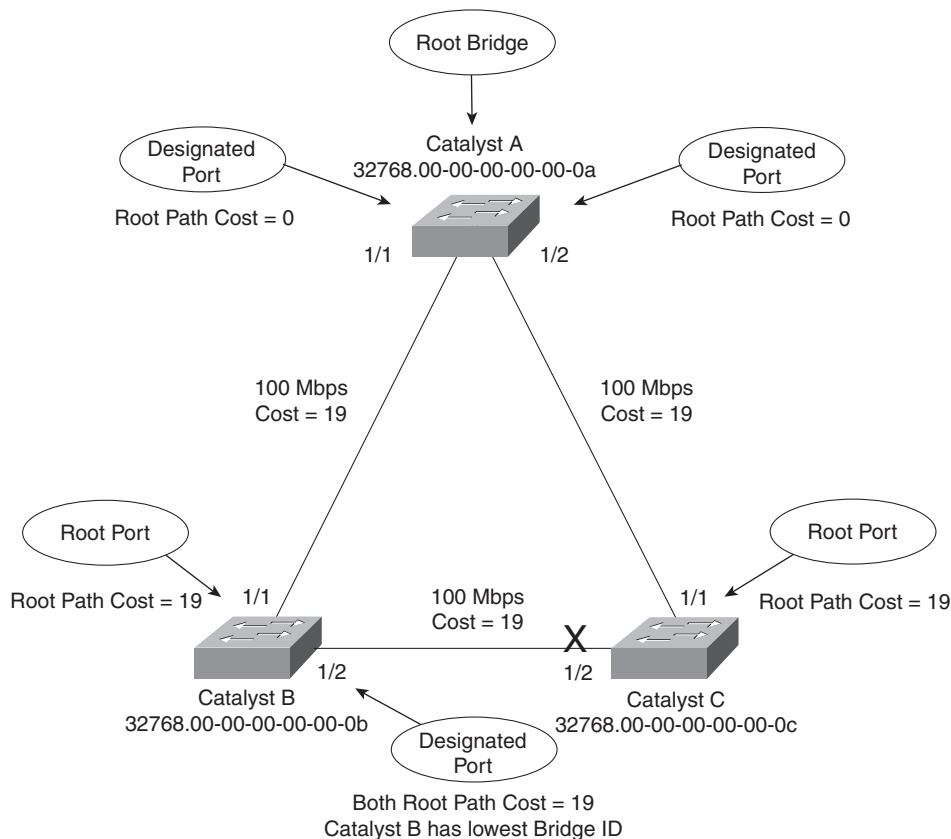 Root Bridge
Catalyst A
32768.00-00-00-00-00-0a
Designated
Port
Root Path Cost = 0
Designated
Port
Root Path Cost = 0
1/1
1/2
100 Mbps
Cost = 19
100 Mbps
Cost = 19
Root Port
Root Path Cost = 19
1/1
Root Port
Root Path Cost = 19
1/1
100 Mbps
Cost = 19
X
1/2
1/2
Catalyst B
32768.00-00-00-00-00-0b
Catalyst C
32768.00-00-00-00-00-0c
Designated
Port
Both Root Path Cost = 19
Catalyst B has lowest Bridge ID